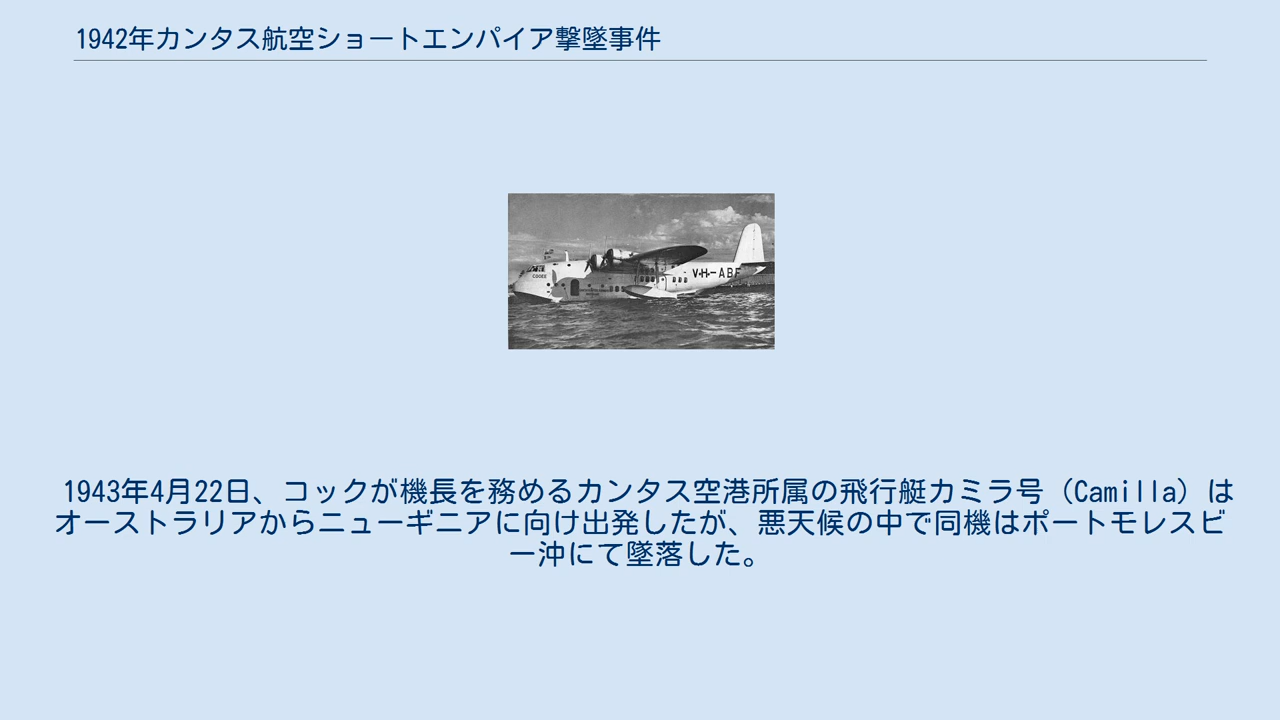 1942年カンタス航空ショートエンパイア撃墜事件
COOEE
VH-ABF
1943年4月22日、コックが機長を務めるカンタス空港所属の飛行艇カミラ号（Camilla）は
オーストラリアからニューギニアに向け出発したが、悪天候の中で同機はポートモレスビ
ー沖にて墜落した。